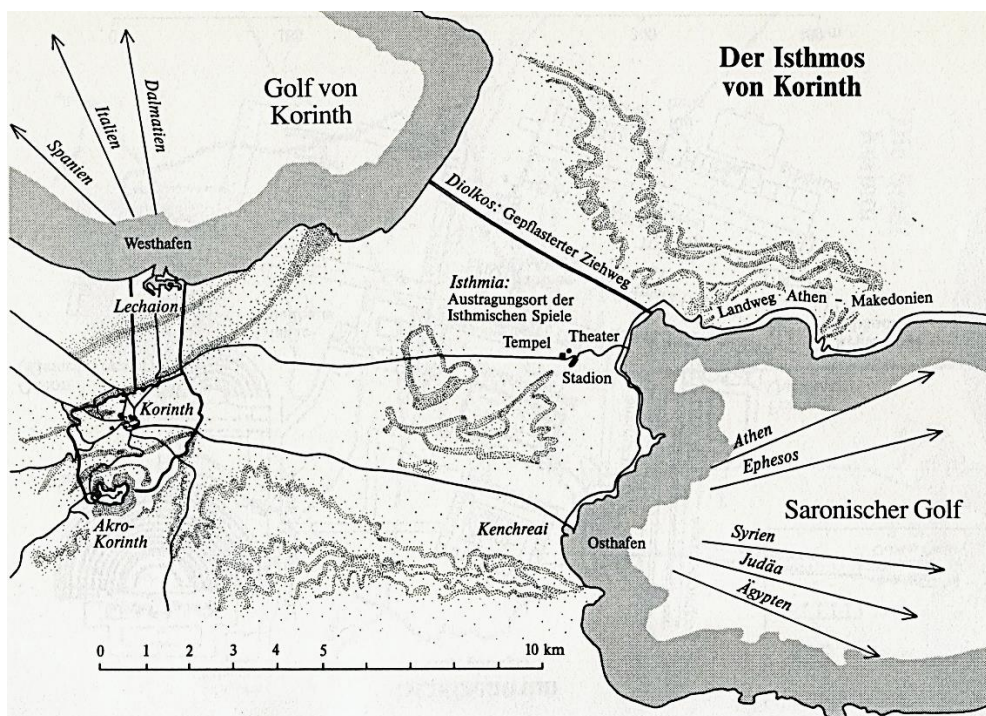 Der Isthmos
von Korinth
Golf von
Korinth
Dalmatien
Italien
Spanien
Westhafen
Lechaion
Diolkos: Gepflasterter Ziehweg
Isthmia:
Austragungsort der
Isthmischen Spiele
Tempel
Theater
Stadion
Landweg Athen – Makedonien
Korinth
Akro-
Korinth
Kenchreai
Osthafen
Athen
Ephesos
Saronischer Golf
Syrien
Judäa
Ägypten
0 1 2 3 4 5 10 km